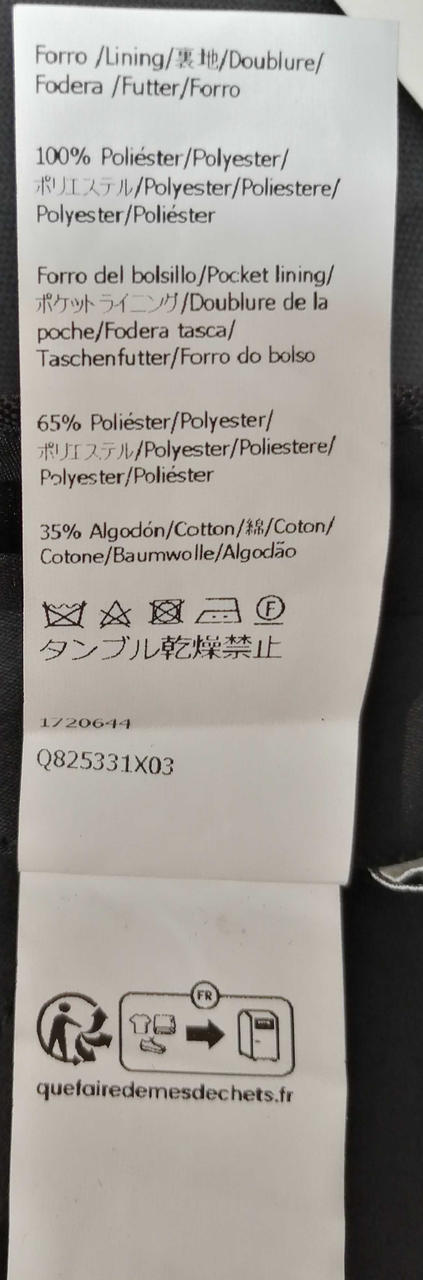 Forro /Lining/裏地/Doublure/
Fodera /Futter/Forro
100% Poliéster/Polyester/
ポリエステル/Polyester/Poliestere/
Polyester/Poliéster
Forro del bolsillo/Pocket lining/
ポケットライニング/Doublure de la
poche/Fodera tasca/
Taschenfutter/Forro do bolso
65% Poliéster/Polyester/
ポリエステル/Polyester/Poliestere/
Polyester/Poliéster
35% Algodón/Cotton/綿/Coton/
Cotone/Baumwolle/Algodão
F
タンブル乾燥禁止
1720644
Q825331X03
FR
quefairedemesdechets.fr